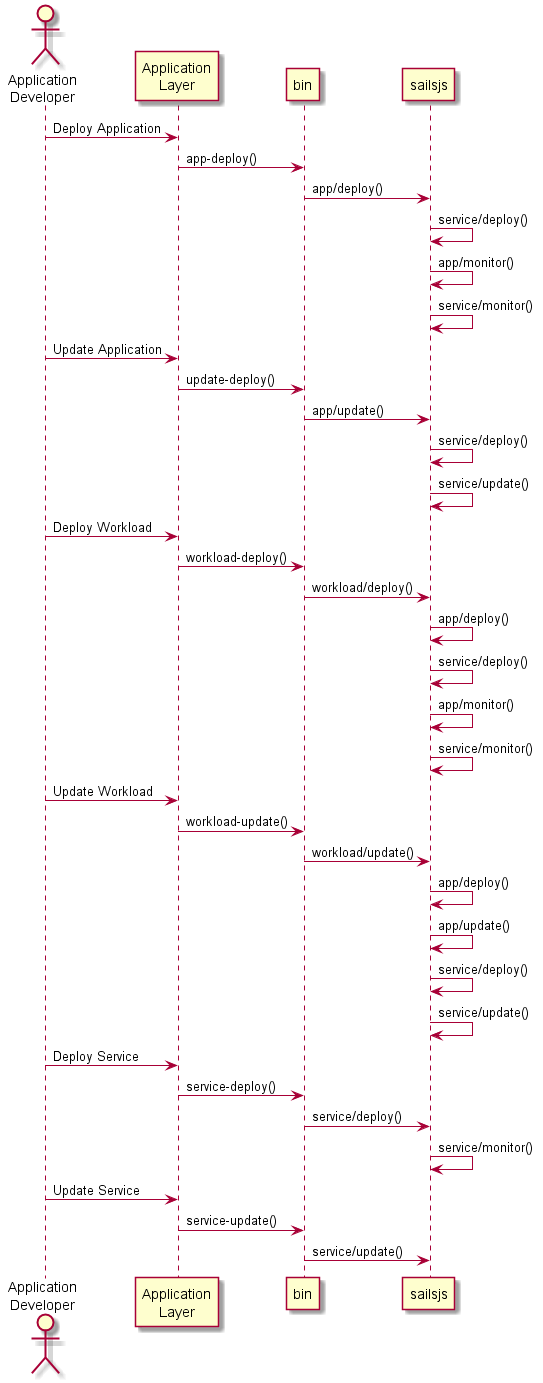 Application
Developer
Application
Layer
bin
sailsjs
Deploy Application
app-deploy()
app/deploy()
service/deploy()
app/monitor()
service/monitor()
Update Application
update-deploy()
app/update()
service/deploy()
service/update()
Deploy Workload
workload-deploy()
workload/deploy()
app/deploy()
service/deploy()
app/monitor()
service/monitor()
Update Workload
workload-update()
workload/update()
app/deploy()
app/update()
service/deploy()
service/update()
Deploy Service
service-deploy()
service/deploy()
service/monitor()
Update Service
service-update()
service/update()
Application
Developer
Application
Layer
bin
sailsjs